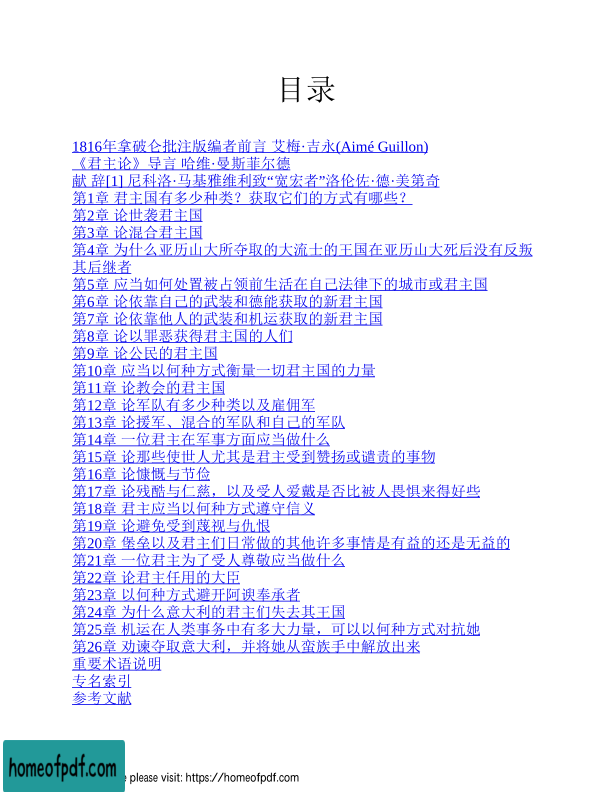 目录
1816年拿破仑批注版编者前言 艾梅·吉永(Aimé Guillon)
《君主论》导言 哈维·曼斯菲尔德
献 辞[1] 尼科洛·马基雅维利致“宽宏者”洛伦佐·德·美第奇
第1章 君主国有多少种类？获取它们的方式有哪些？
第2章 论世袭君主国
第3章 论混合君主国
第4章 为什么亚历山大所夺取的大流士的王国在亚历山大死后没有反叛
其后继者
第5章 应当如何处置被占领前生活在自己法律下的城市或君主国
第6章 论依靠自己的武装和德能获取的新君主国
第7章 论依靠他人的武装和机运获取的新君主国
第8章 论以罪恶获得君主国的人们
第9章 论公民的君主国
第10章 应当以何种方式衡量一切君主国的力量
第11章 论教会的君主国
第12章 论军队有多少种类以及雇佣军
第13章 论援军、混合的军队和自己的军队
第14章 一位君主在军事方面应当做什么
第15章 论那些使世人尤其是君主受到赞扬或谴责的事物
第16章 论慷慨与节俭
第17章 论残酷与仁慈，以及受人爱戴是否比被人畏惧来得好些
第18章 君主应当以何种方式遵守信义
第19章 论避免受到蔑视与仇恨
第20章 堡垒以及君主们日常做的其他许多事情是有益的还是无益的
第21章 一位君主为了受人尊敬应当做什么
第22章 论君主任用的大臣
第23章 以何种方式避开阿谀奉承者
第24章 为什么意大利的君主们失去其王国
第25章 机运在人类事务中有多大力量，可以以何种方式对抗她
第26章 劝谏夺取意大利，并将她从蛮族手中解放出来
重要术语说明
专名索引
参考文献
homeofpdf.com
please visit: https://homeofpdf.com